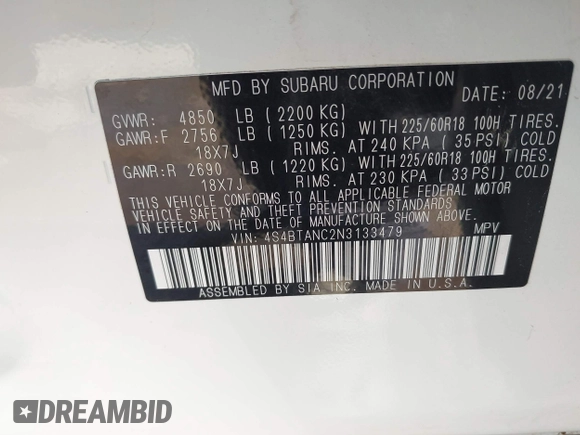 MFD BY SUBARU CORPORATION
DATE: 08/21
GVWR: 4850 LB (2200 KG)
GAWR:F 2756 LB (1250 KG) WITH 225/60R18 100H TIRES.
18X7J RIMS. AT 240 KPA (35 PSI) COLD
GAWR:R 2690 LB (1220 KG) WITH 225/60R18 100H TIRES.
18X7J RIMS. AT 230 KPA (33 PSI) COLD
THIS VEHICLE CONFORMS TO ALL APPLICABLE FEDERAL MOTOR
VEHICLE SAFETY AND THEFT PREVENTION STANDARDS
IN EFFECT ON THE DATE OF MANUFACTURE SHOWN ABOVE.
VIN: 4S4BTANC2N3133479 MPV
ASSEMBLED BY SIA INC. MADE IN U.S.A.
DREAMBID